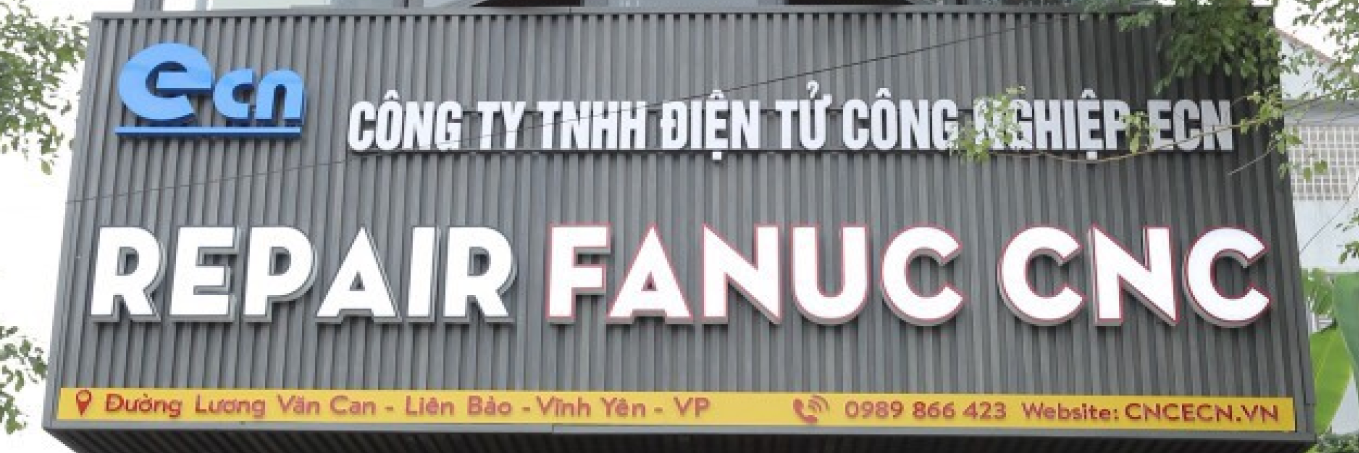 ecn
CÔNG TY TNHH ĐIỆN TỬ CÔNG NGHIỆP ECN
REPAIR FANUC CNC
Đường Lương Văn Can - Liên Bảo - Vĩnh Yên - VP 0989 866 423 Website: CNCECN.VN